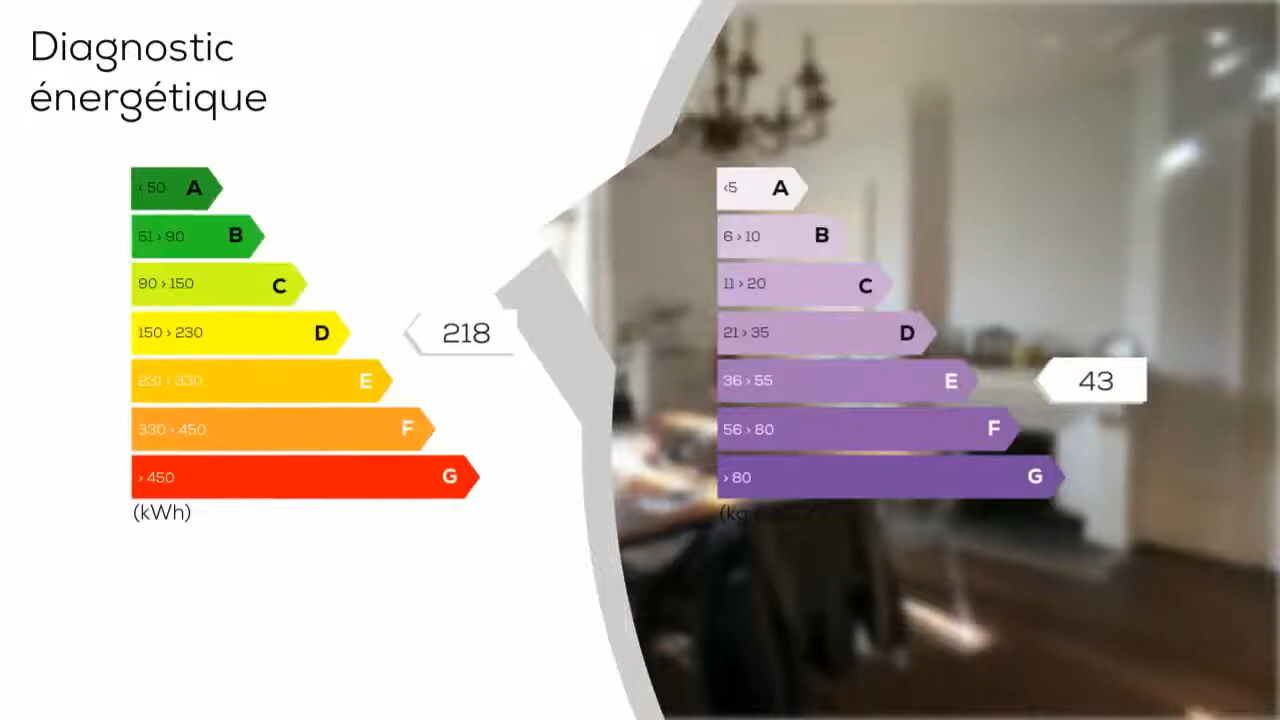 Diagnostic
énergétique
< 50 A
51 > 90 B
90 > 150 C
150 > 230 D
218
231 > 330 E
330 > 450 F
> 450 G
(kWh)
<5 A
6 > 10 B
11 > 20 C
21 > 35 D
36 > 55 E
43
56 > 80 F
> 80 G